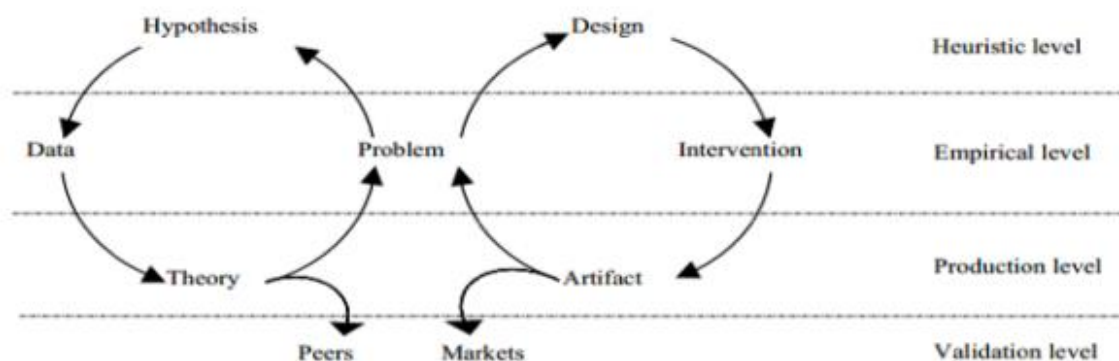 Hypothesis Design Heuristic level
Data Problem Intervention Empirical level
Theory Artifact Production level
Peers Markets Validation level